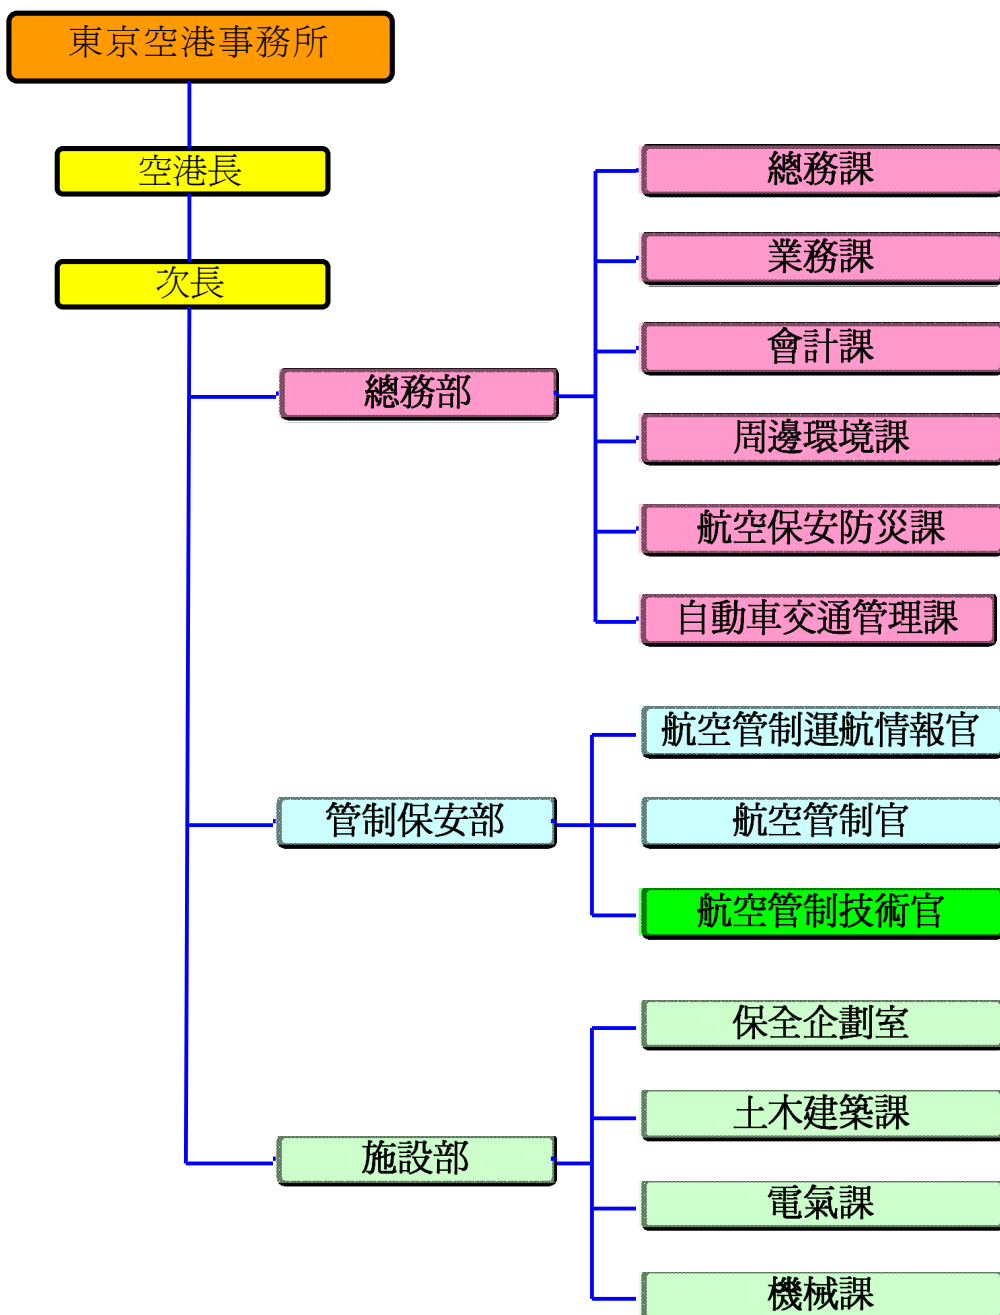 東京空港事務所
空港長
次長
總務部
總務課
業務課
會計課
周邊環境課
航空保安防災課
自動車交通管理課
管制保安部
航空管制運航情報官
航空管制官
航空管制技術官
施設部
保全企劃室
土木建築課
電氣課
機械課